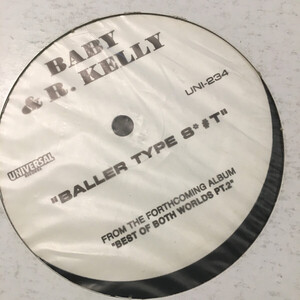 BABY
& R. KELLY
UNI-234
UNIVERSAL
"BALLER TYPE S*#T"
FROM THE FORTHCOMING ALBUM
"BEST OF BOTH WORLDS PT.2"